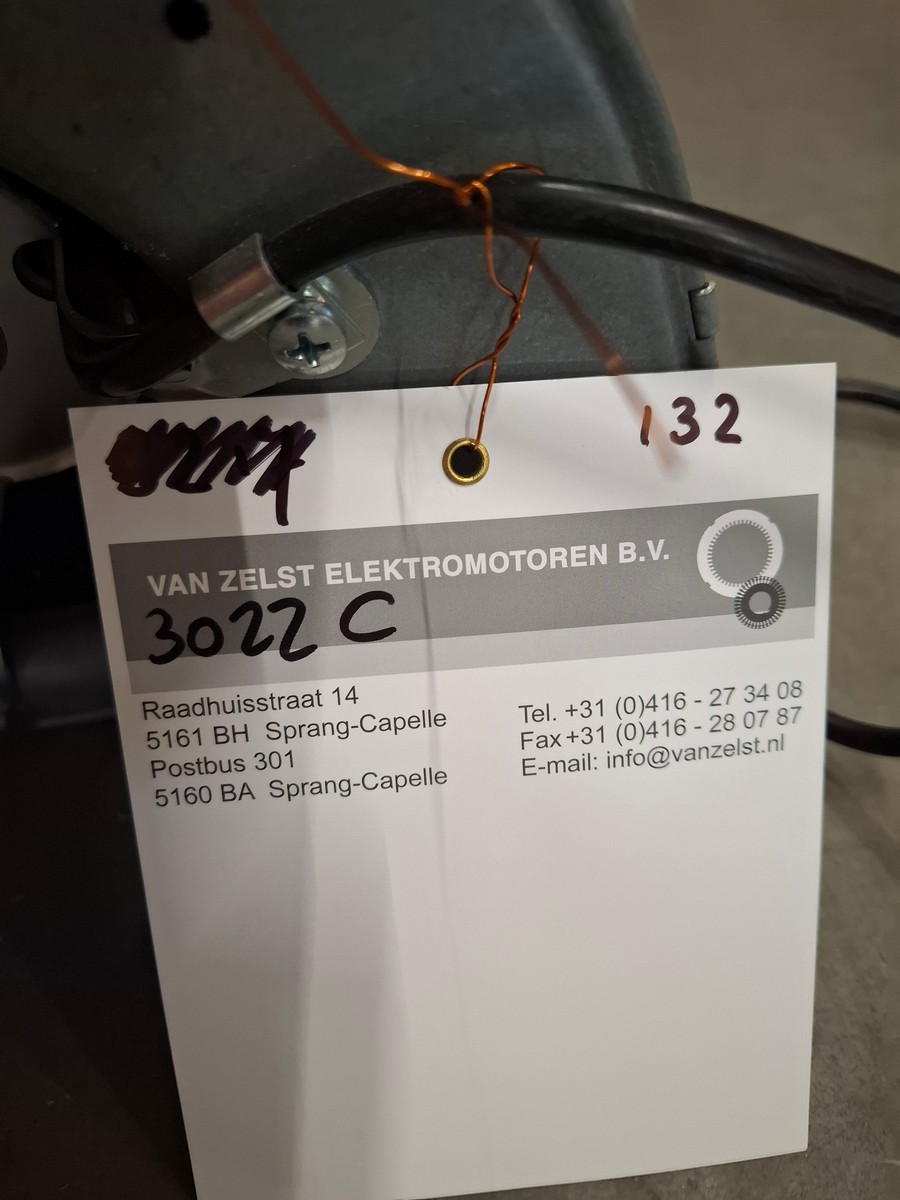 132
VAN ZELST ELEKTROMOTOREN B.V.
3022 C
Raadhuisstraat 14
5161 BH Sprang-Capelle
Postbus 301
5160 BA Sprang-Capelle
Tel. +31 (0)416 - 27 34 08
Fax +31 (0)416 - 28 07 87
E-mail: info@vanzelst.nl